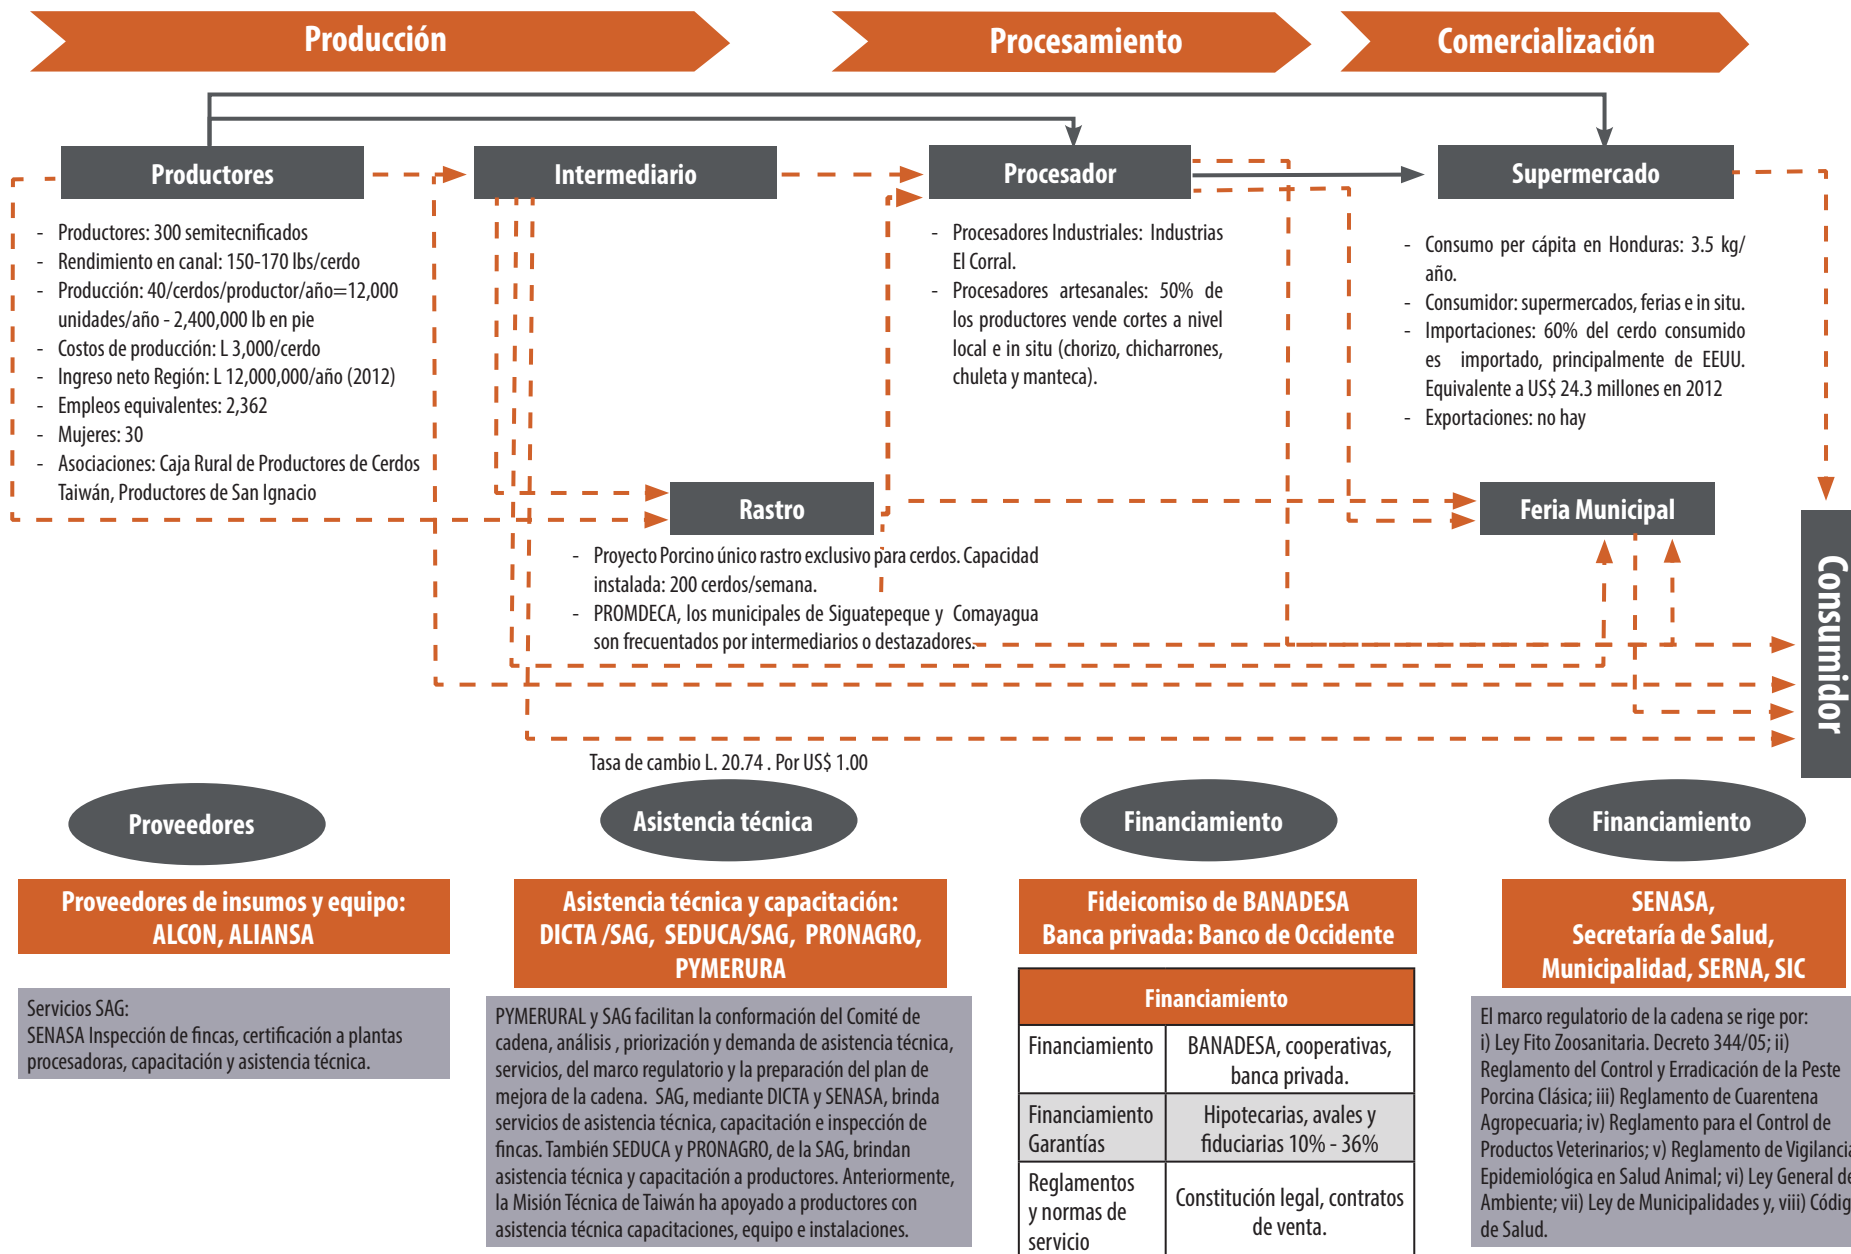 Producción
Procesamiento
Comercialización
Productores
Intermediario
Procesador
Supermercado
- Productores: 300 semitecnificados
- Rendimiento en canal: 150-170 lbs/cerdo
- Producción: 40/cerdos/productor/año=12,000
unidades/año - 2,400,000 lb en pie
- Costos de producción: L 3,000/cerdo
- Ingreso neto Región: L 12,000,000/año (2012)
- Empleos equivalentes: 2,362
- Mujeres: 30
- Asociaciones: Caja Rural de Productores de Cerdos
Taiwán, Productores de San Ignacio
- Procesadores Industriales: Industrias
El Corral.
- Procesadores artesanales: 50% de
los productores vende cortes a nivel
local e in situ (chorizo, chicharrones,
chuleta y manteca).
- Consumo per cápita en Honduras: 3.5 kg/
año.
- Consumidor: supermercados, ferias e in situ.
- Importaciones: 60% del cerdo consumido
es importado, principalmente de EEUU.
Equivalente a US$ 24.3 millones en 2012
- Exportaciones: no hay
Rastro
Feria Municipal
- Proyecto Porcino único rastro exclusivo para cerdos. Capacidad
instalada: 200 cerdos/semana.
- PROMDECA, los municipales de Siguatepeque y Comayagua
son frecuentados por intermediarios o destazadores.
Consumidor
Tasa de cambio L. 20.74 . Por US$ 1.00
Proveedores
Asistencia técnica
Financiamiento
Financiamiento
Proveedores de insumos y equipo:
ALCON, ALIANSA
Servicios SAG:
SENASA Inspección de fincas, certificación a plantas
procesadoras, capacitación y asistencia técnica.
Asistencia técnica y capacitación:
DICTA /SAG, SEDUCA/SAG, PRONAGRO,
PYMERURA
PYMERURAL y SAG facilitan la conformación del Comité de
cadena, análisis , priorización y demanda de asistencia técnica,
servicios, del marco regulatorio y la preparación del plan de
mejora de la cadena. SAG, mediante DICTA y SENASA, brinda
servicios de asistencia técnica, capacitación e inspección de
fincas. También SEDUCA y PRONAGRO, de la SAG, brindan
asistencia técnica y capacitación a productores. Anteriormente,
la Misión Técnica de Taiwán ha apoyado a productores con
asistencia técnica capacitaciones, equipo e instalaciones.
Fideicomiso de BANADESA
Banca privada: Banco de Occidente
Financiamiento
Financiamiento
BANADESA, cooperativas,
banca privada.
Financiamiento
Garantías
Hipotecarias, avales y
fiduciarias 10% - 36%
Reglamentos
y normas de
servicio
Constitución legal, contratos
de venta.
SENASA,
Secretaría de Salud,
Municipalidad, SERNA, SIC
El marco regulatorio de la cadena se rige por:
i) Ley Fito Zoosanitaria. Decreto 344/05; ii)
Reglamento del Control y Erradicación de la Peste
Porcina Clásica; iii) Reglamento de Cuarentena
Agropecuaria; iv) Reglamento para el Control de
Productos Veterinarios; v) Reglamento de Vigilancia
Epidemiológica en Salud Animal; vi) Ley General de
Ambiente; vii) Ley de Municipalidades y, viii) Códig
de Salud.